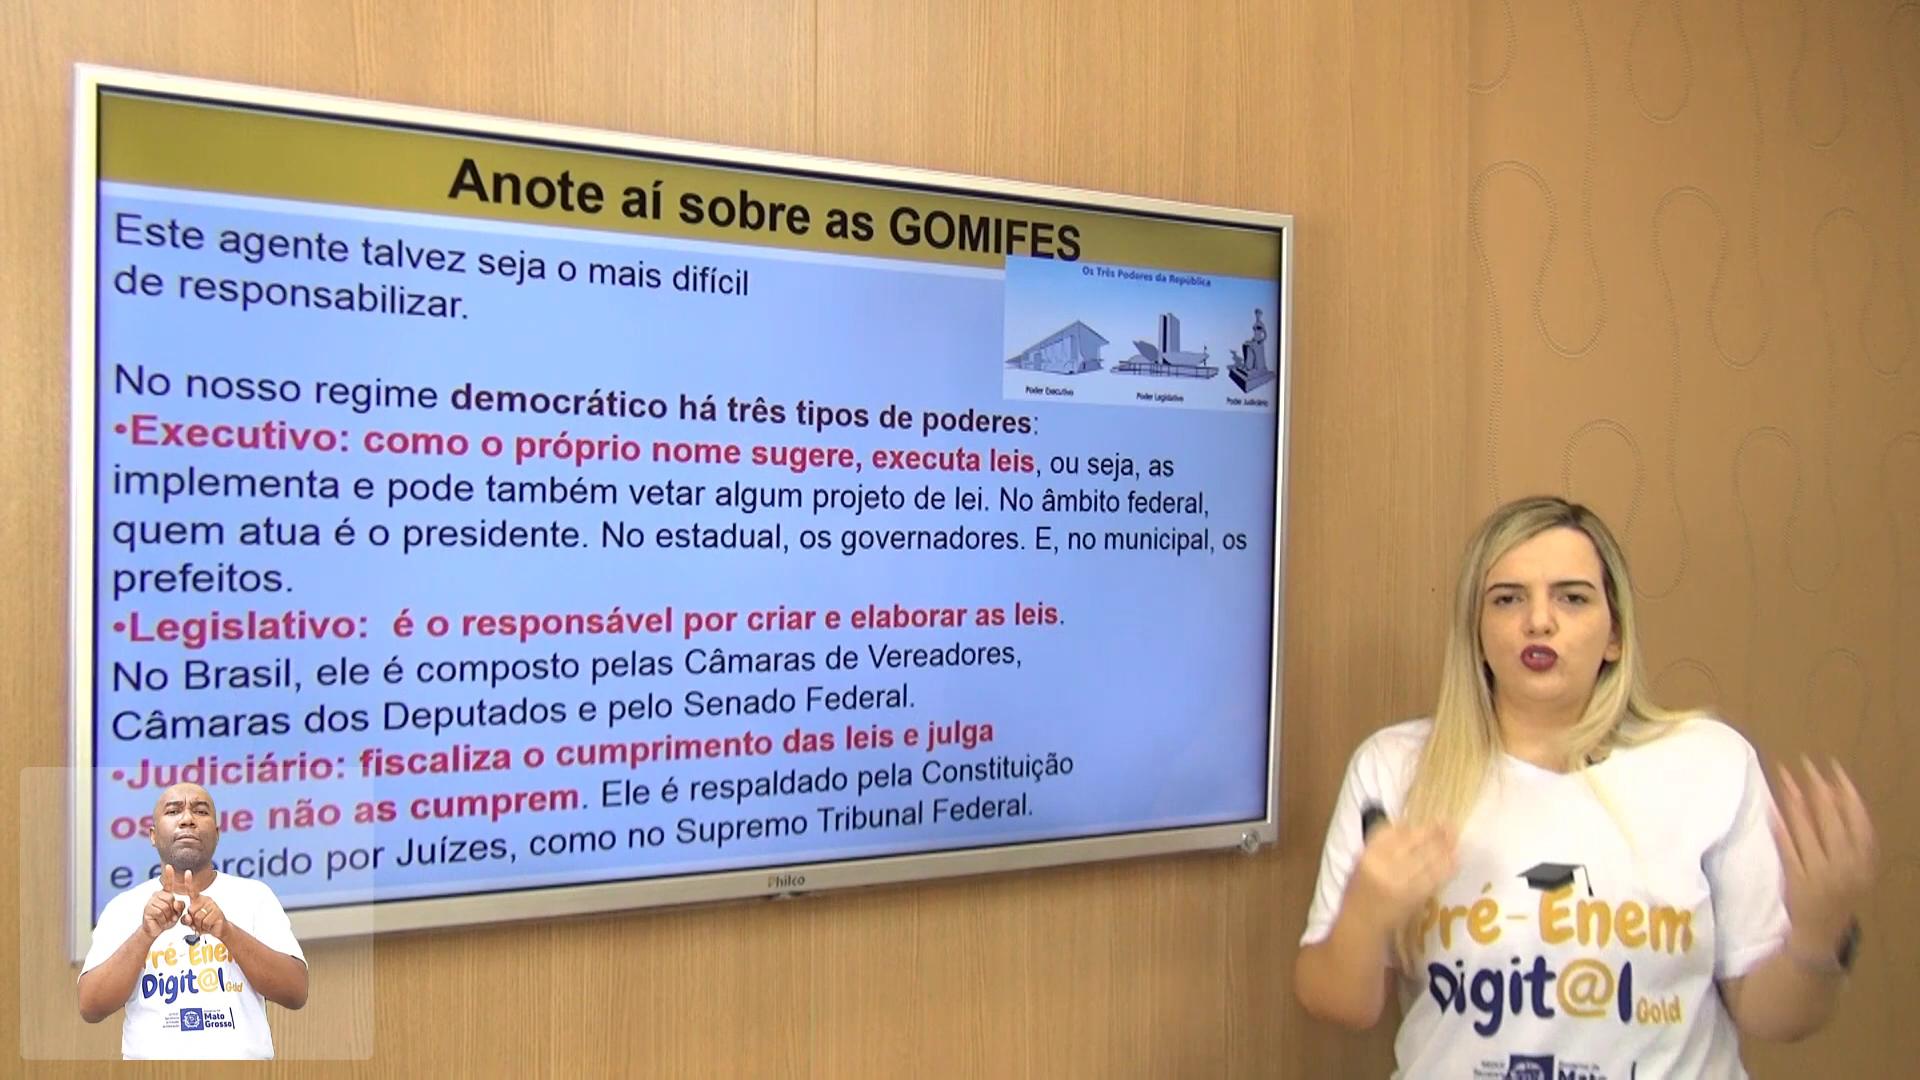 Anote aí sobre as GOMIFES
Este agente talvez seja o mais difícil
de responsabilizar.
Os Três Poderes da República
Poder Executivo
Poder Legislativo
Poder Judiciário
No nosso regime democrático há três tipos de poderes:
•Executivo: como o próprio nome sugere, executa leis, ou seja, as
implementa e pode também vetar algum projeto de lei. No âmbito federal,
quem atua é o presidente. No estadual, os governadores. E, no municipal, os
prefeitos.
•Legislativo: é o responsável por criar e elaborar as leis.
No Brasil, ele é composto pelas Câmaras de Vereadores,
Câmaras dos Deputados e pelo Senado Federal.
•Judiciário: fiscaliza o cumprimento das leis e julga
os que não as cumprem. Ele é respaldado pela Constituição
e exercido por Juízes, como no Supremo Tribunal Federal.
Philco
Pré-Enem
Digit@l Gold
Mato
Grosso
Pré-Enem
Digit@l Gold
Mato